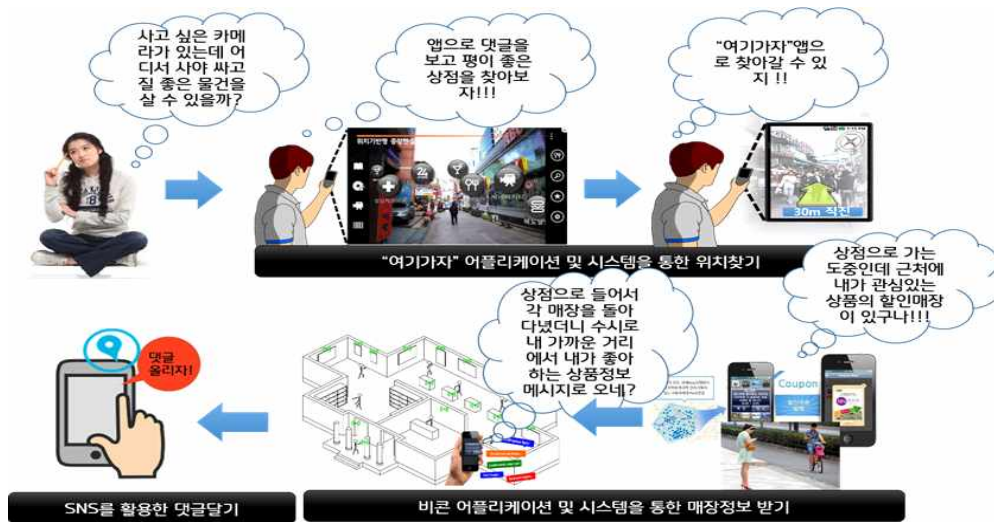 사고 싶은 카메
라가 있는데 어
디서 사야 싸고
질 좋은 물건을
살 수 있을까?
앱으로 댓글을
보고 평이 좋은
상점을 찾아보
자!!!
"여기가자"앱으
로 찾아갈 수 있
지 !!
위치기반형
30m 직진
"여기가자" 어플리케이션 및 시스템을 통한 위치찾기
상점으로 가는
도중인데 근처에
내가 관심있는
상품의 할인매장
이 있구나!!!
상점으로 들어서
각 매장을 돌아
다녔더니 수시로
내 가까운 거리
에서 내가 좋아
하는 상품정보
메시지로 오네?
댓글
올리자!
Coupon
SNS를 활용한 댓글달기
비콘 어플리케이션 및 시스템을 통한 매장정보 받기